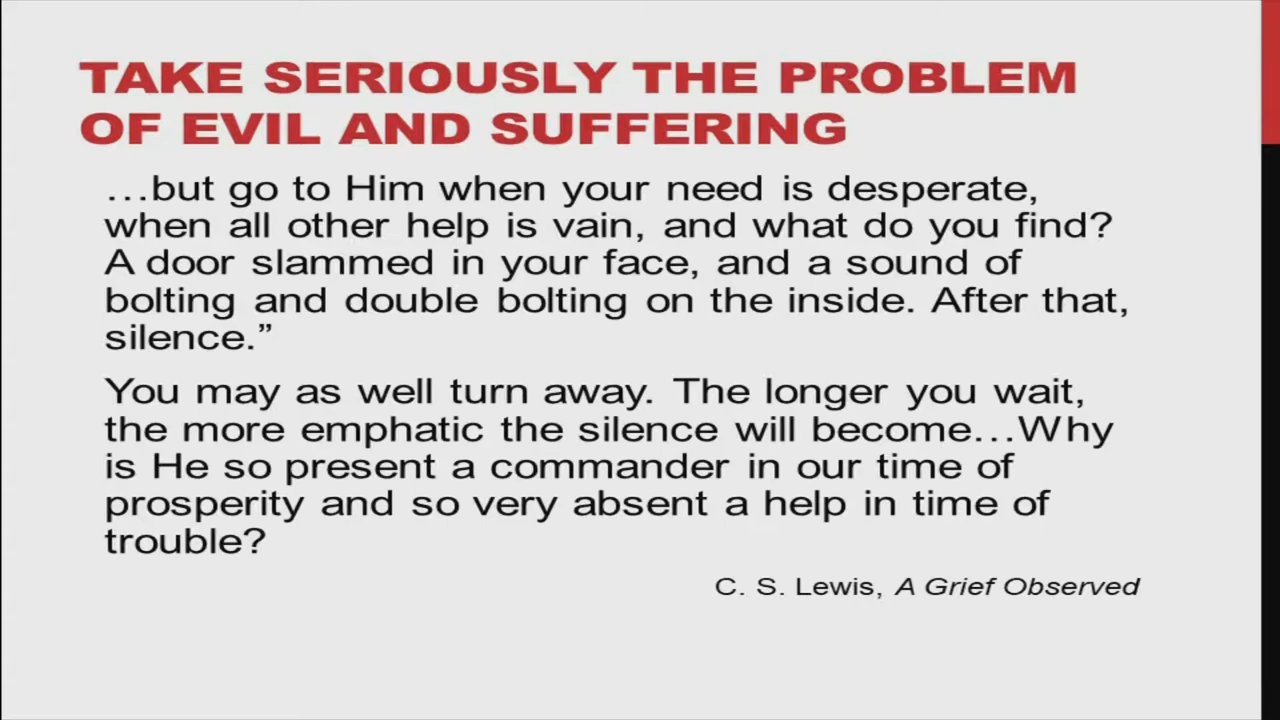 TAKE SERIOUSLY THE PROBLEM
OF EVIL AND SUFFERING
…but go to Him when your need is desperate,
when all other help is vain, and what do you find?
A door slammed in your face, and a sound of
bolting and double bolting on the inside. After that,
silence.”
You may as well turn away. The longer you wait,
the more emphatic the silence will become…Why
is He so present a commander in our time of
prosperity and so very absent a help in time of
trouble?
C. S. Lewis, A Grief Observed